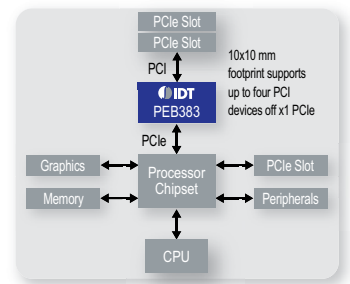 PCIe Slot
PCIe Slot
PCI
10x10 mm
footprint supports
up to four PCI
devices off x1 PCIe
IDT
PEB383
PCIe
Graphics
Processor
Chipset
PCIe Slot
Memory
Peripherals
CPU